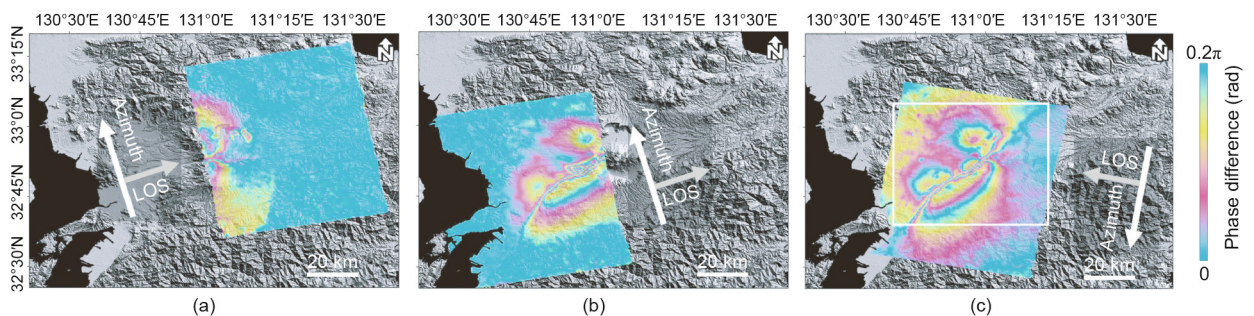 130°30'E 130°45'E 131°0'E 131°15'E 131°30'E
130°30'E 130°45'E 131°0'E 131°15'E 131°30'E
130°30'E 130°45'E 131°0'E 131°15'E 131°30'E
33°15'N
33°0'N
32°45'N
32°30'N
N
Azimuth
LOS
20 km
(a)
N
Azimuth
LOS
20 km
(b)
N
LOS
Azimuth
20 km
(c)
0.2π
0
Phase difference (rad)